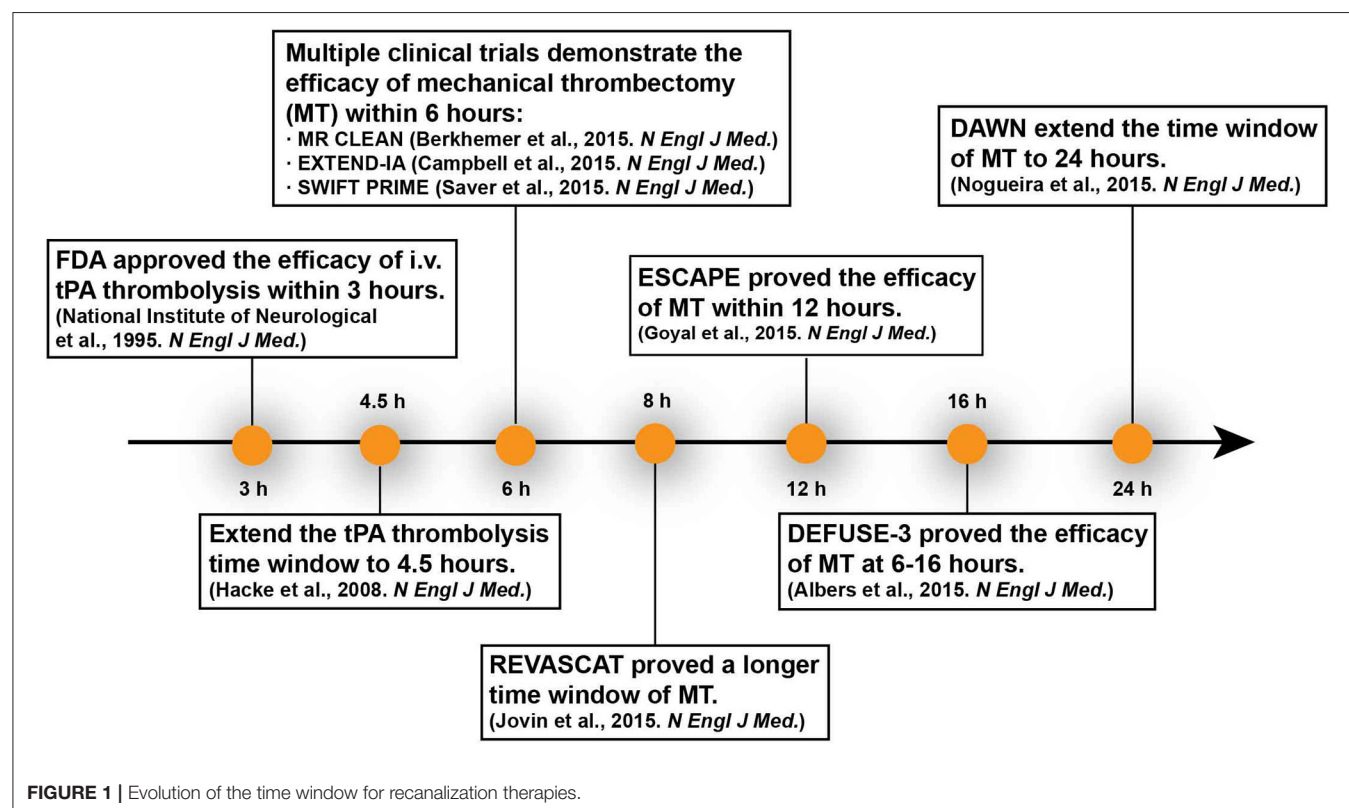 Multiple clinical trials demonstrate the
efficacy of mechanical thrombectomy
(MT) within 6 hours:
· MR CLEAN (Berkhemer et al., 2015. N Engl J Med.)
· EXTEND-IA (Campbell et al., 2015. N Engl J Med.)
· SWIFT PRIME (Saver et al., 2015. N Engl J Med.)
DAWN extend the time window
of MT to 24 hours.
(Nogueira et al., 2015. N Engl J Med.)
FDA approved the efficacy of i.v.
tPA thrombolysis within 3 hours.
(National Institute of Neurological
et al., 1995. N Engl J Med.)
ESCAPE proved the efficacy
of MT within 12 hours.
(Goyal et al., 2015. N Engl J Med.)
4.5 h
8 h
16 h
3 h
6 h
12 h
24 h
Extend the tPA thrombolysis
time window to 4.5 hours.
(Hacke et al., 2008. N Engl J Med.)
DEFUSE-3 proved the efficacy
of MT at 6-16 hours.
(Albers et al., 2015. N Engl J Med.)
REVASCAT proved a longer
time window of MT.
(Jovin et al., 2015. N Engl J Med.)
FIGURE 1 | Evolution of the time window for recanalization therapies.